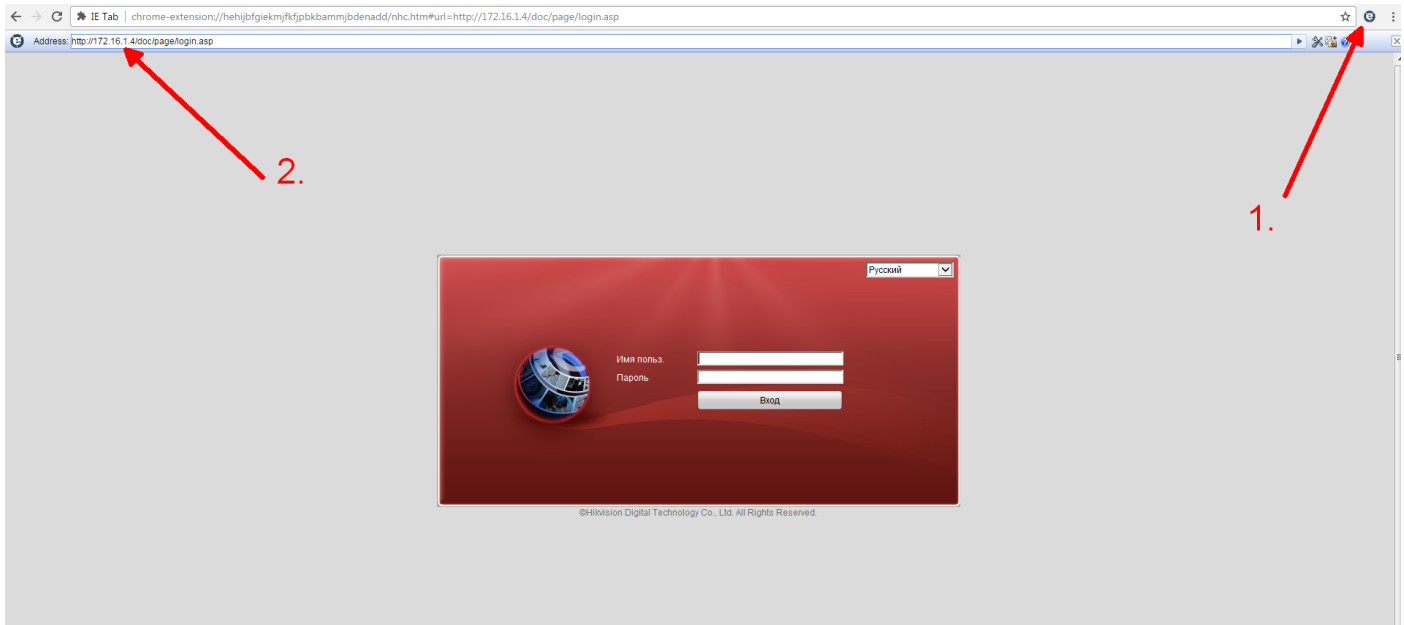 IE Tab | chrome-extension://hehijbfgiekmjfkfjpbkbammjbdenadd/nhc.htm#url=http://172.16.1.4/doc/page/login.asp
Address: http://172.16.1.4/doc/page/login.asp
2.
1.
Русский
Имя польз.
Пароль
Вход
©Hikvision Digital Technology Co., Ltd. All Rights Reserved.